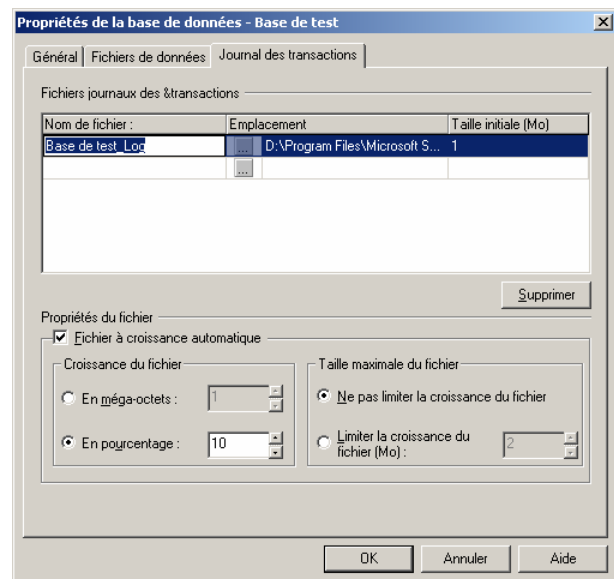 Propriétés de la base de données - Base de test
Général Fichiers de données Journal des transactions
Fichiers journaux des &transactions
Nom de fichier : Emplacement Taille initiale (Mo)
Base de test_Log ... D:\Program Files\Microsoft S... 1
...
Supprimer
Propriétés du fichier
Fichier à croissance automatique
Croissance du fichier
En méga-octets : 1
En pourcentage : 10
Taille maximale du fichier
Ne pas limiter la croissance du fichier
Limiter la croissance du
fichier (Mo) : 2
OK Annuler Aide